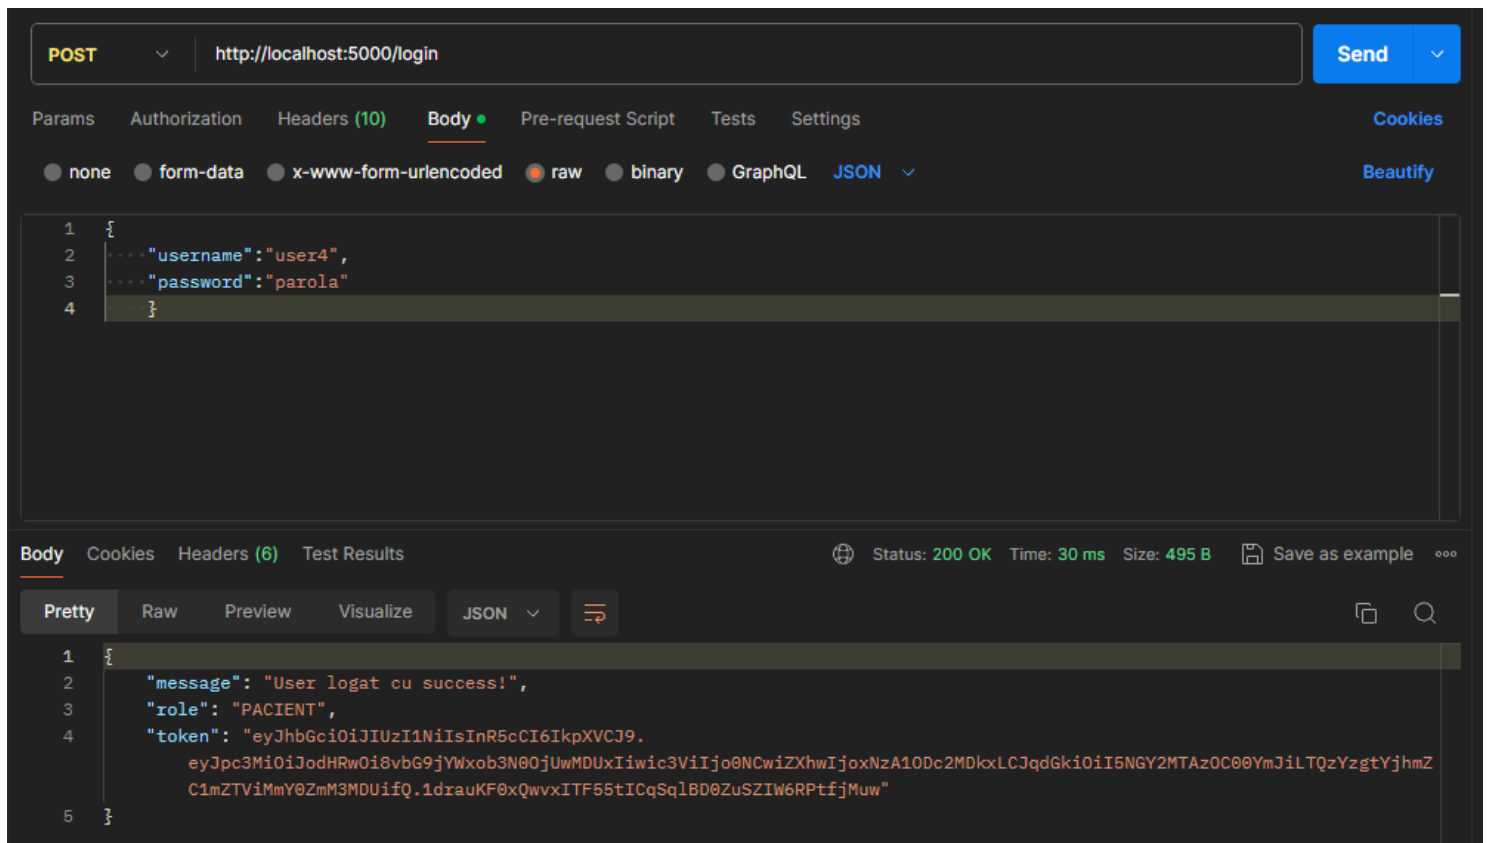 POST http://localhost:5000/login Send
Params Authorization Headers (10) Body Pre-request Script Tests Settings Cookies
none form-data x-www-form-urlencoded raw binary GraphQL JSON Beautify
1 {
2 "username":"user4",
3 "password":"parola"
4 }
Body Cookies Headers (6) Test Results Status: 200 OK Time: 30 ms Size: 495 B Save as example
Pretty Raw Preview Visualize JSON
1 {
2 "message": "User logat cu success!",
3 "role": "PACIENT",
4 "token": "eyJhbGciOiJIUzI1NiIsInR5cCI6IkpXVCJ9.
eyJpc3MiOiJodHRwOi8vbG9jYWxob3N0OjUwMDUxIiwic3ViIjo0NCwiZXhwIjoxNzA1ODc2MDkxLCJqdGkiOiI5NGY2MTAzOC00YmJiLTQzYzgtYjhmZ
C1mZTViMmY0ZmM3MDUifQ.1drauKF0xQwvxITF55tICqSqlBD0ZuSZIW6RPtfjMuw"
5 }